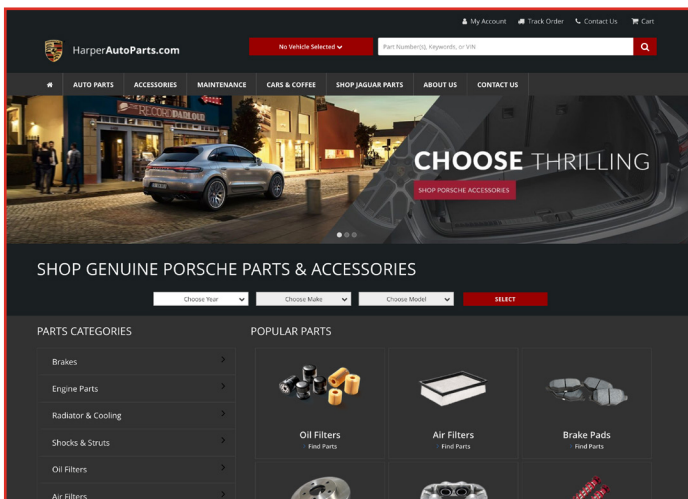 My Account Track Order Contact Us Cart
HarperAutoParts.com
No Vehicle Selected
Part Number(s), Keywords, or VIN
AUTO PARTS ACCESSORIES MAINTENANCE CARS & COFFEE SHOP JAGUAR PARTS ABOUT US CONTACT US
THE RECORD PARLOUR
CHOOSE THRILLING
SHOP PORSCHE ACCESSORIES
SHOP GENUINE PORSCHE PARTS & ACCESSORIES
Choose Year Choose Make Choose Model SELECT
PARTS CATEGORIES
Brakes
Engine Parts
Radiator & Cooling
Shocks & Struts
Oil Filters
Air Filters
POPULAR PARTS
Oil Filters
Find Parts
Air Filters
Find Parts
Brake Pads
Find Parts